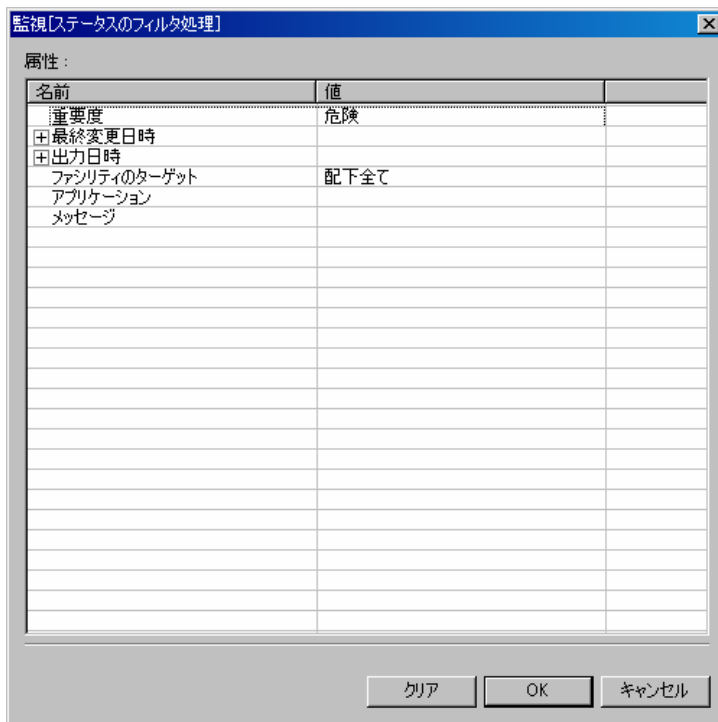 監視[ステータスのフィルタ処理]
属性：
名前 値
重要度 危険
最終変更日時
出力日時
ファシリティのターゲット 配下全て
アプリケーション
メッセージ
クリア OK キャンセル